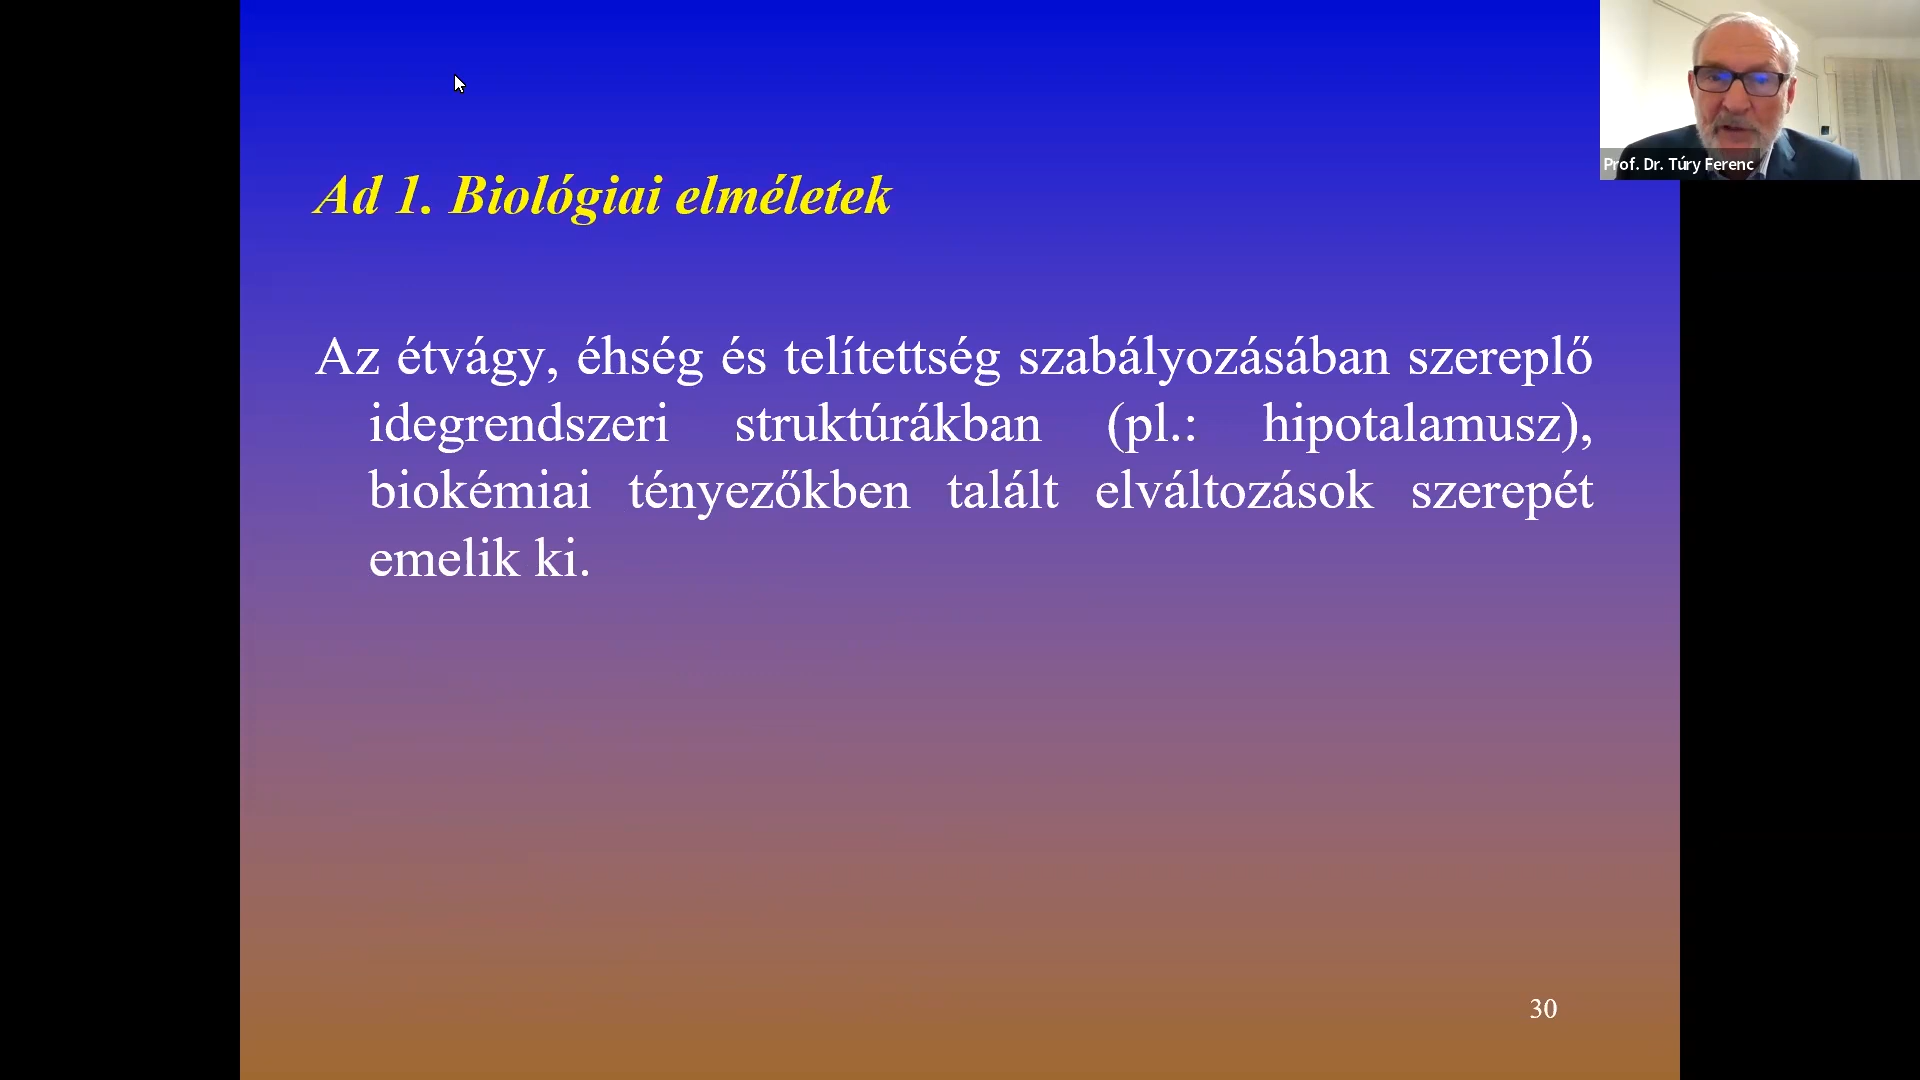 Prof. Dr. Túry Ferenc
Ad 1. Biológiai elméletek
Az étvágy, éhség és telítettség szabályozásában szereplő
idegrendszeri struktúrákban (pl.: hipotalamusz),
biokémiai tényezőkben talált elváltozások szerepét
emelik ki.
30